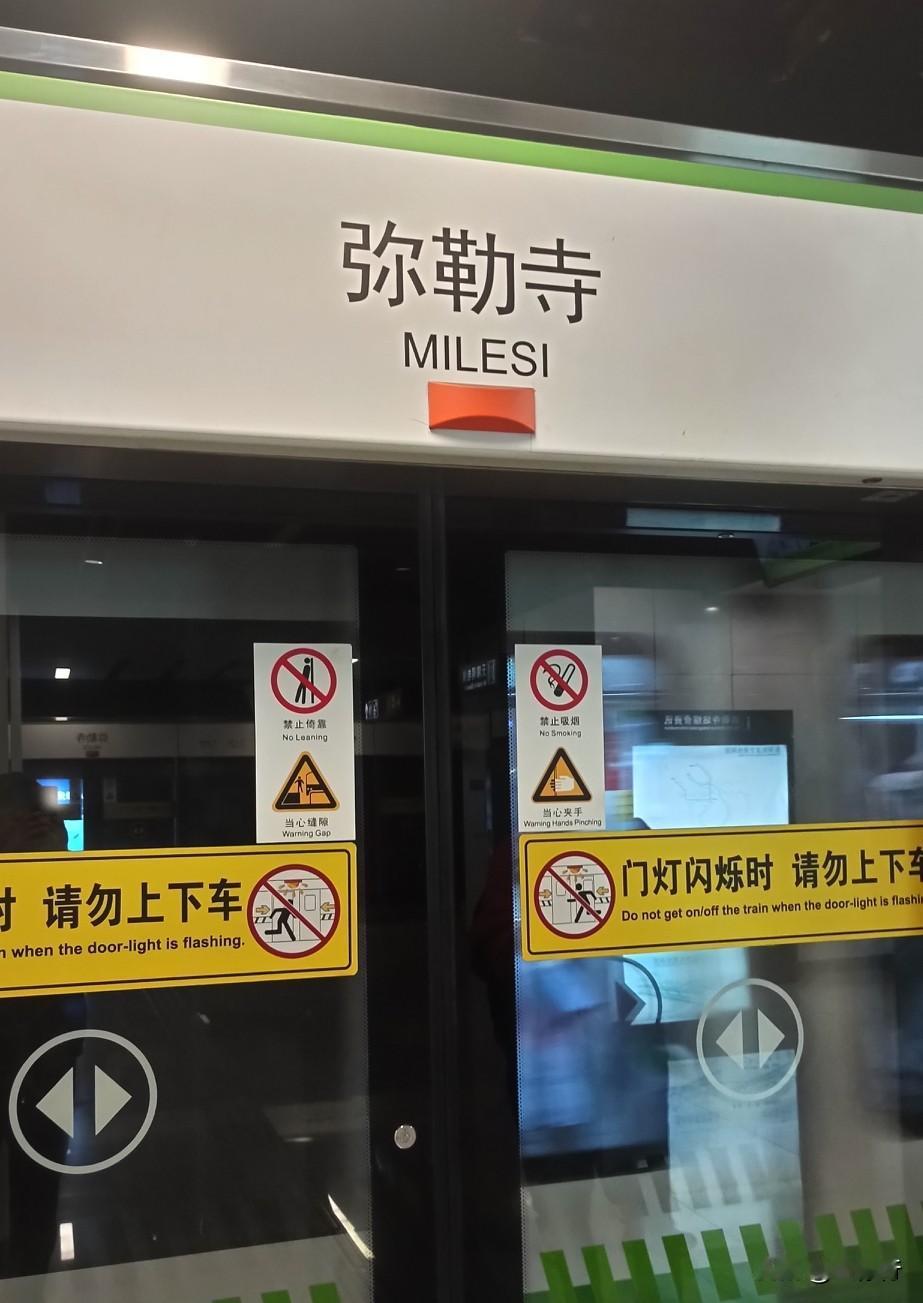 弥勒寺
MILESI
禁止倚靠
No Leaning
当心缝隙
Warning Gap
禁止吸烟
No Smoking
当心夹手
Warning Hands Pinching
时 请勿上下车
when the door-light is flashing.
门灯闪烁时 请勿上下车
Do not get on/off the train when the door-light is